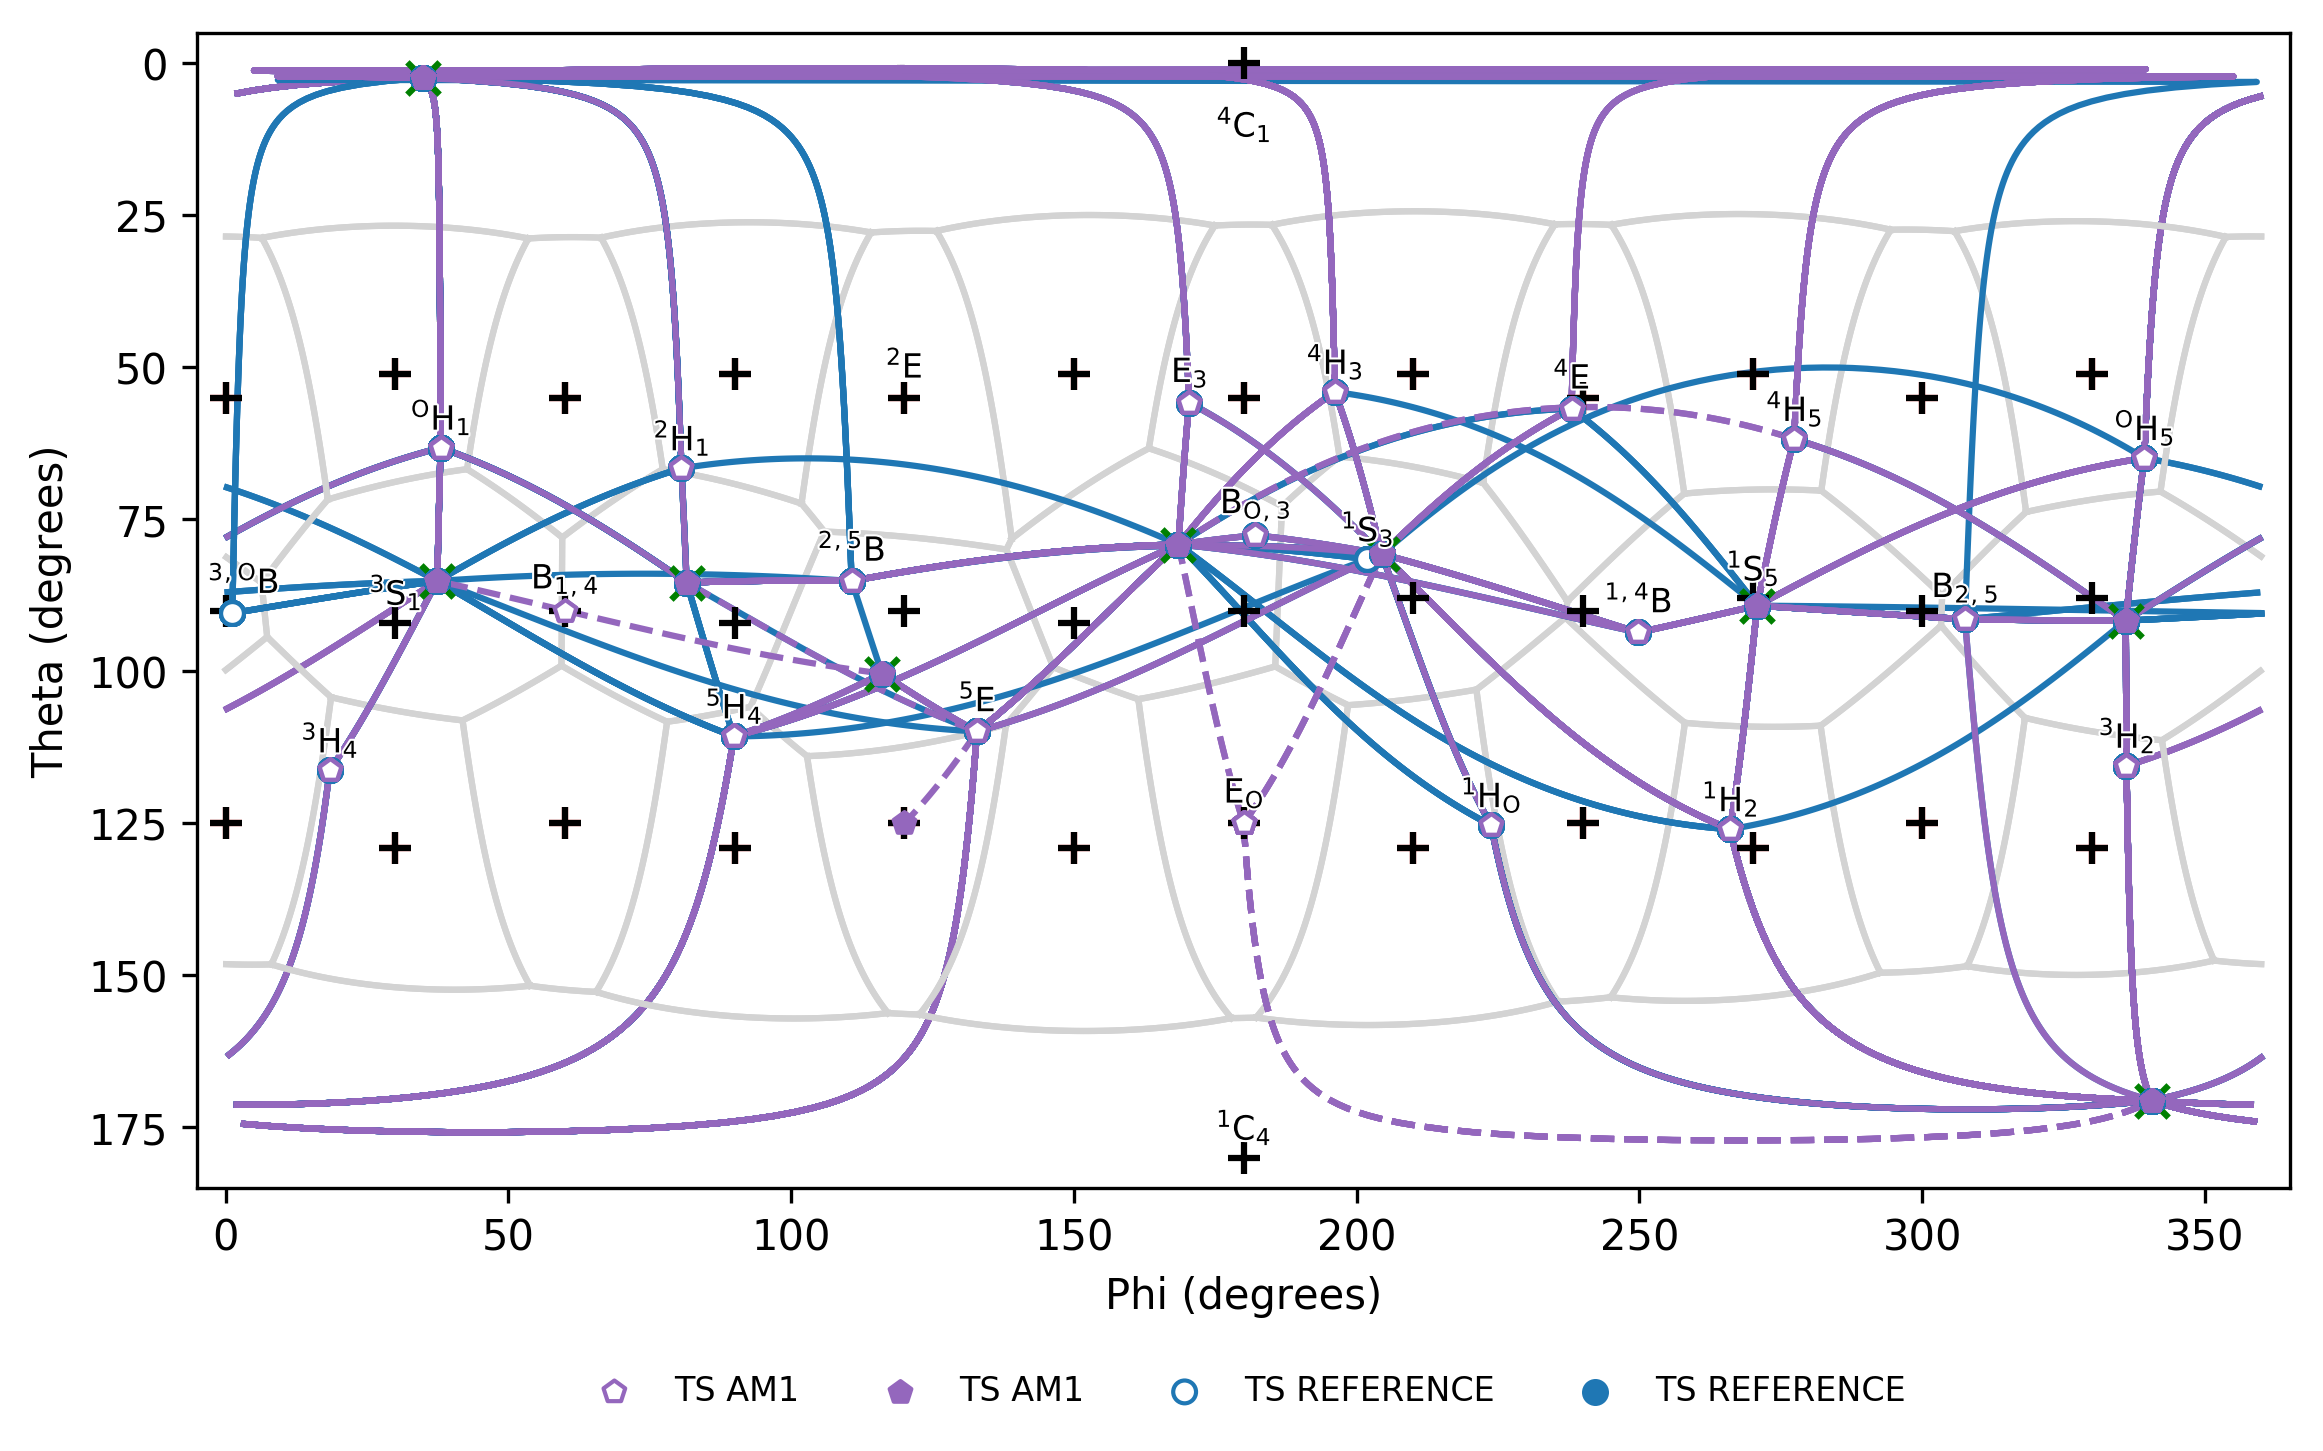 0
25
50
75
100
125
150
175
Theta (degrees)
⁴C₁
²E
E₃
⁴H₃
⁴E
⁴H₅
ᴼH₁
²H₁
ᴼH₅
B_O,3
¹S₃
²,⁵B
³,ᴼB
³S₁
B₁,₄
¹S₅
¹,⁴B
B₂,₅
⁵H₄
⁵E
³H₄
³H₂
E_O
¹H_O
¹H₂
¹C₄
0 50 100 150 200 250 300 350
Phi (degrees)
TS AM1 TS AM1 TS REFERENCE TS REFERENCE